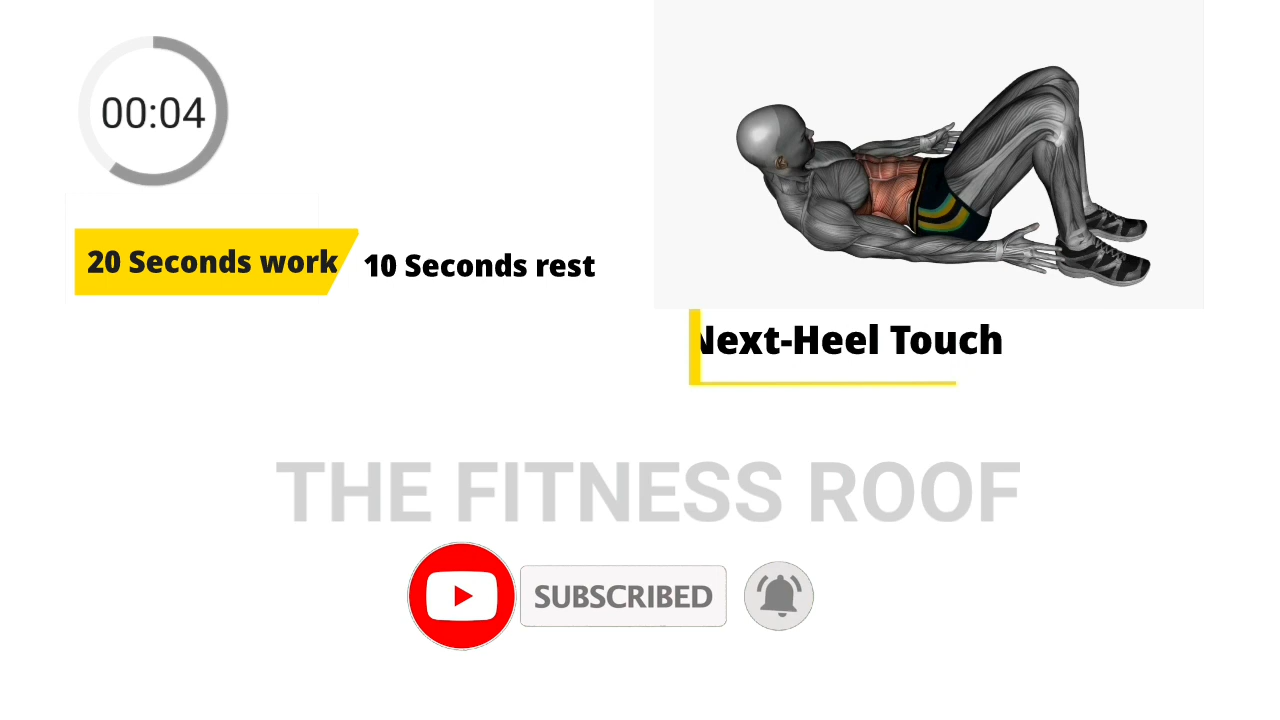 00:04
20 Seconds work
10 Seconds rest
Next-Heel Touch
THE FITNESS ROOF
SUBSCRIBED